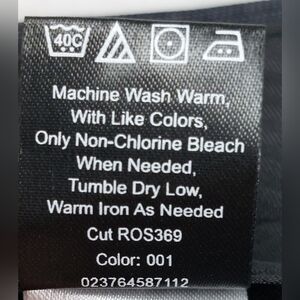 40C
Machine Wash Warm,
With Like Colors,
Only Non-Chlorine Bleach
When Needed,
Tumble Dry Low,
Warm Iron As Needed
Cut ROS369
Color: 001
023764587112